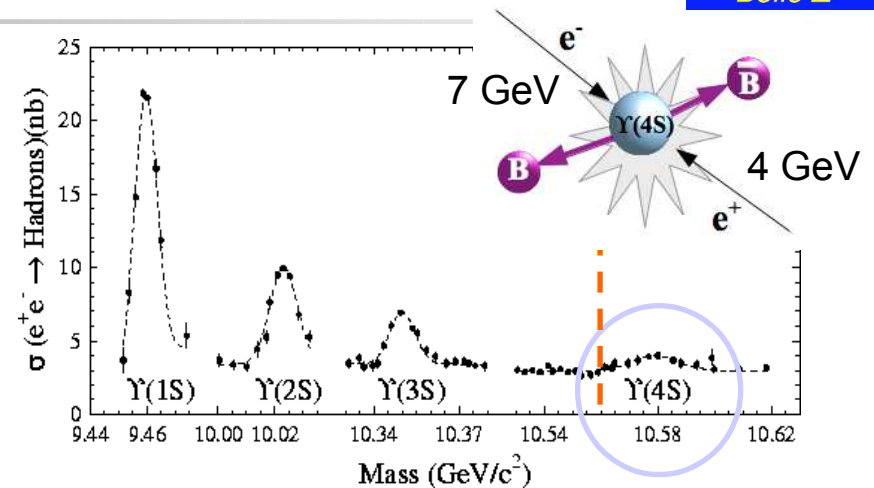 e⁻
7 GeV
B̄
ϒ(4S)
B
4 GeV
e⁺
σ (e⁺e⁻ → Hadrons)(nb)
25
20
15
10
5
0
ϒ(1S) ϒ(2S) ϒ(3S) ϒ(4S)
9.44 9.46 10.00 10.02 10.34 10.37 10.54 10.58 10.62
Mass (GeV/c²)